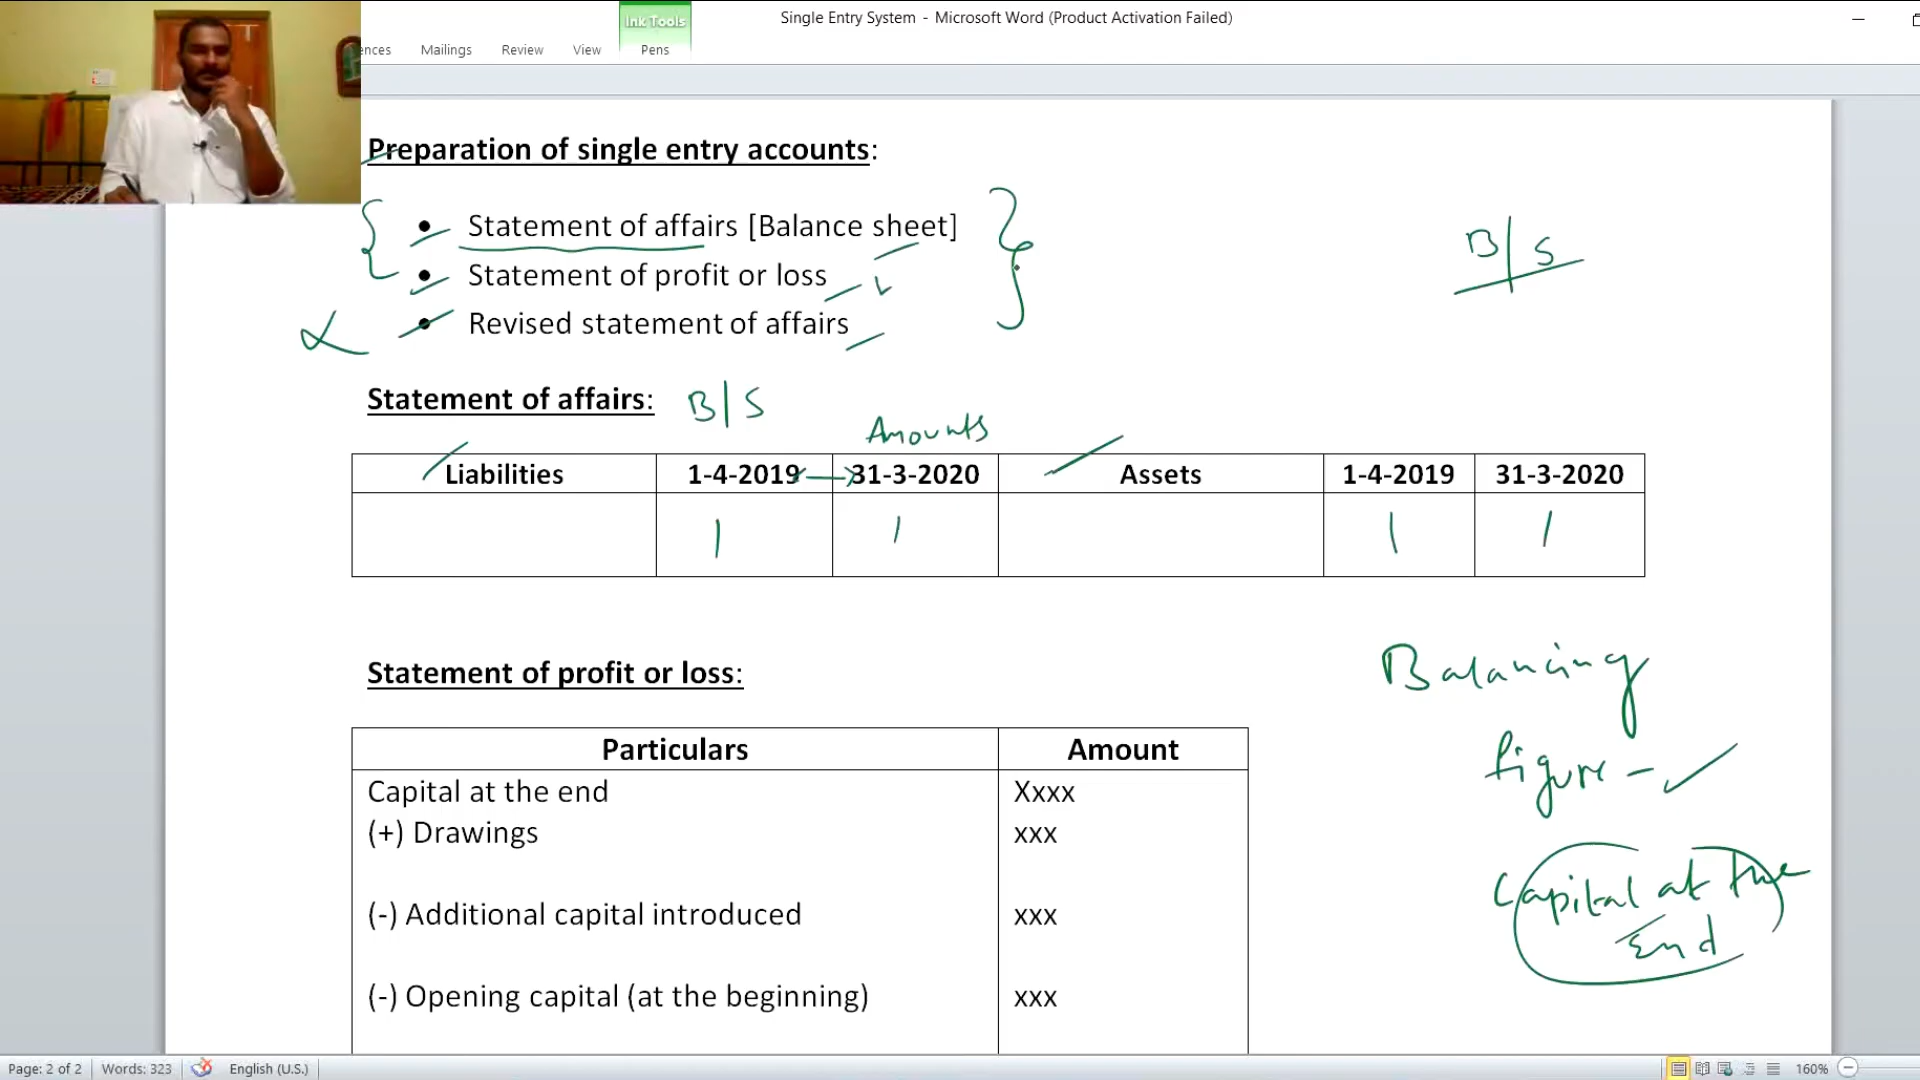 Ink Tools
Single Entry System - Microsoft Word (Product Activation Failed)
ences Mailings Review View Pens
Preparation of single entry accounts:
• Statement of affairs [Balance sheet]
B/S
• Statement of profit or loss
• Revised statement of affairs
Statement of affairs: B/S
Amounts
Liabilities 1-4-2019 31-3-2020 Assets 1-4-2019 31-3-2020
Balancing
figure - ✓
Statement of profit or loss:
Particulars Amount
Capital at the end Xxxx
(+) Drawings xxx
Capital at the
End
(-) Additional capital introduced xxx
(-) Opening capital (at the beginning) xxx
Page: 2 of 2 Words: 323 English (U.S.) 160%